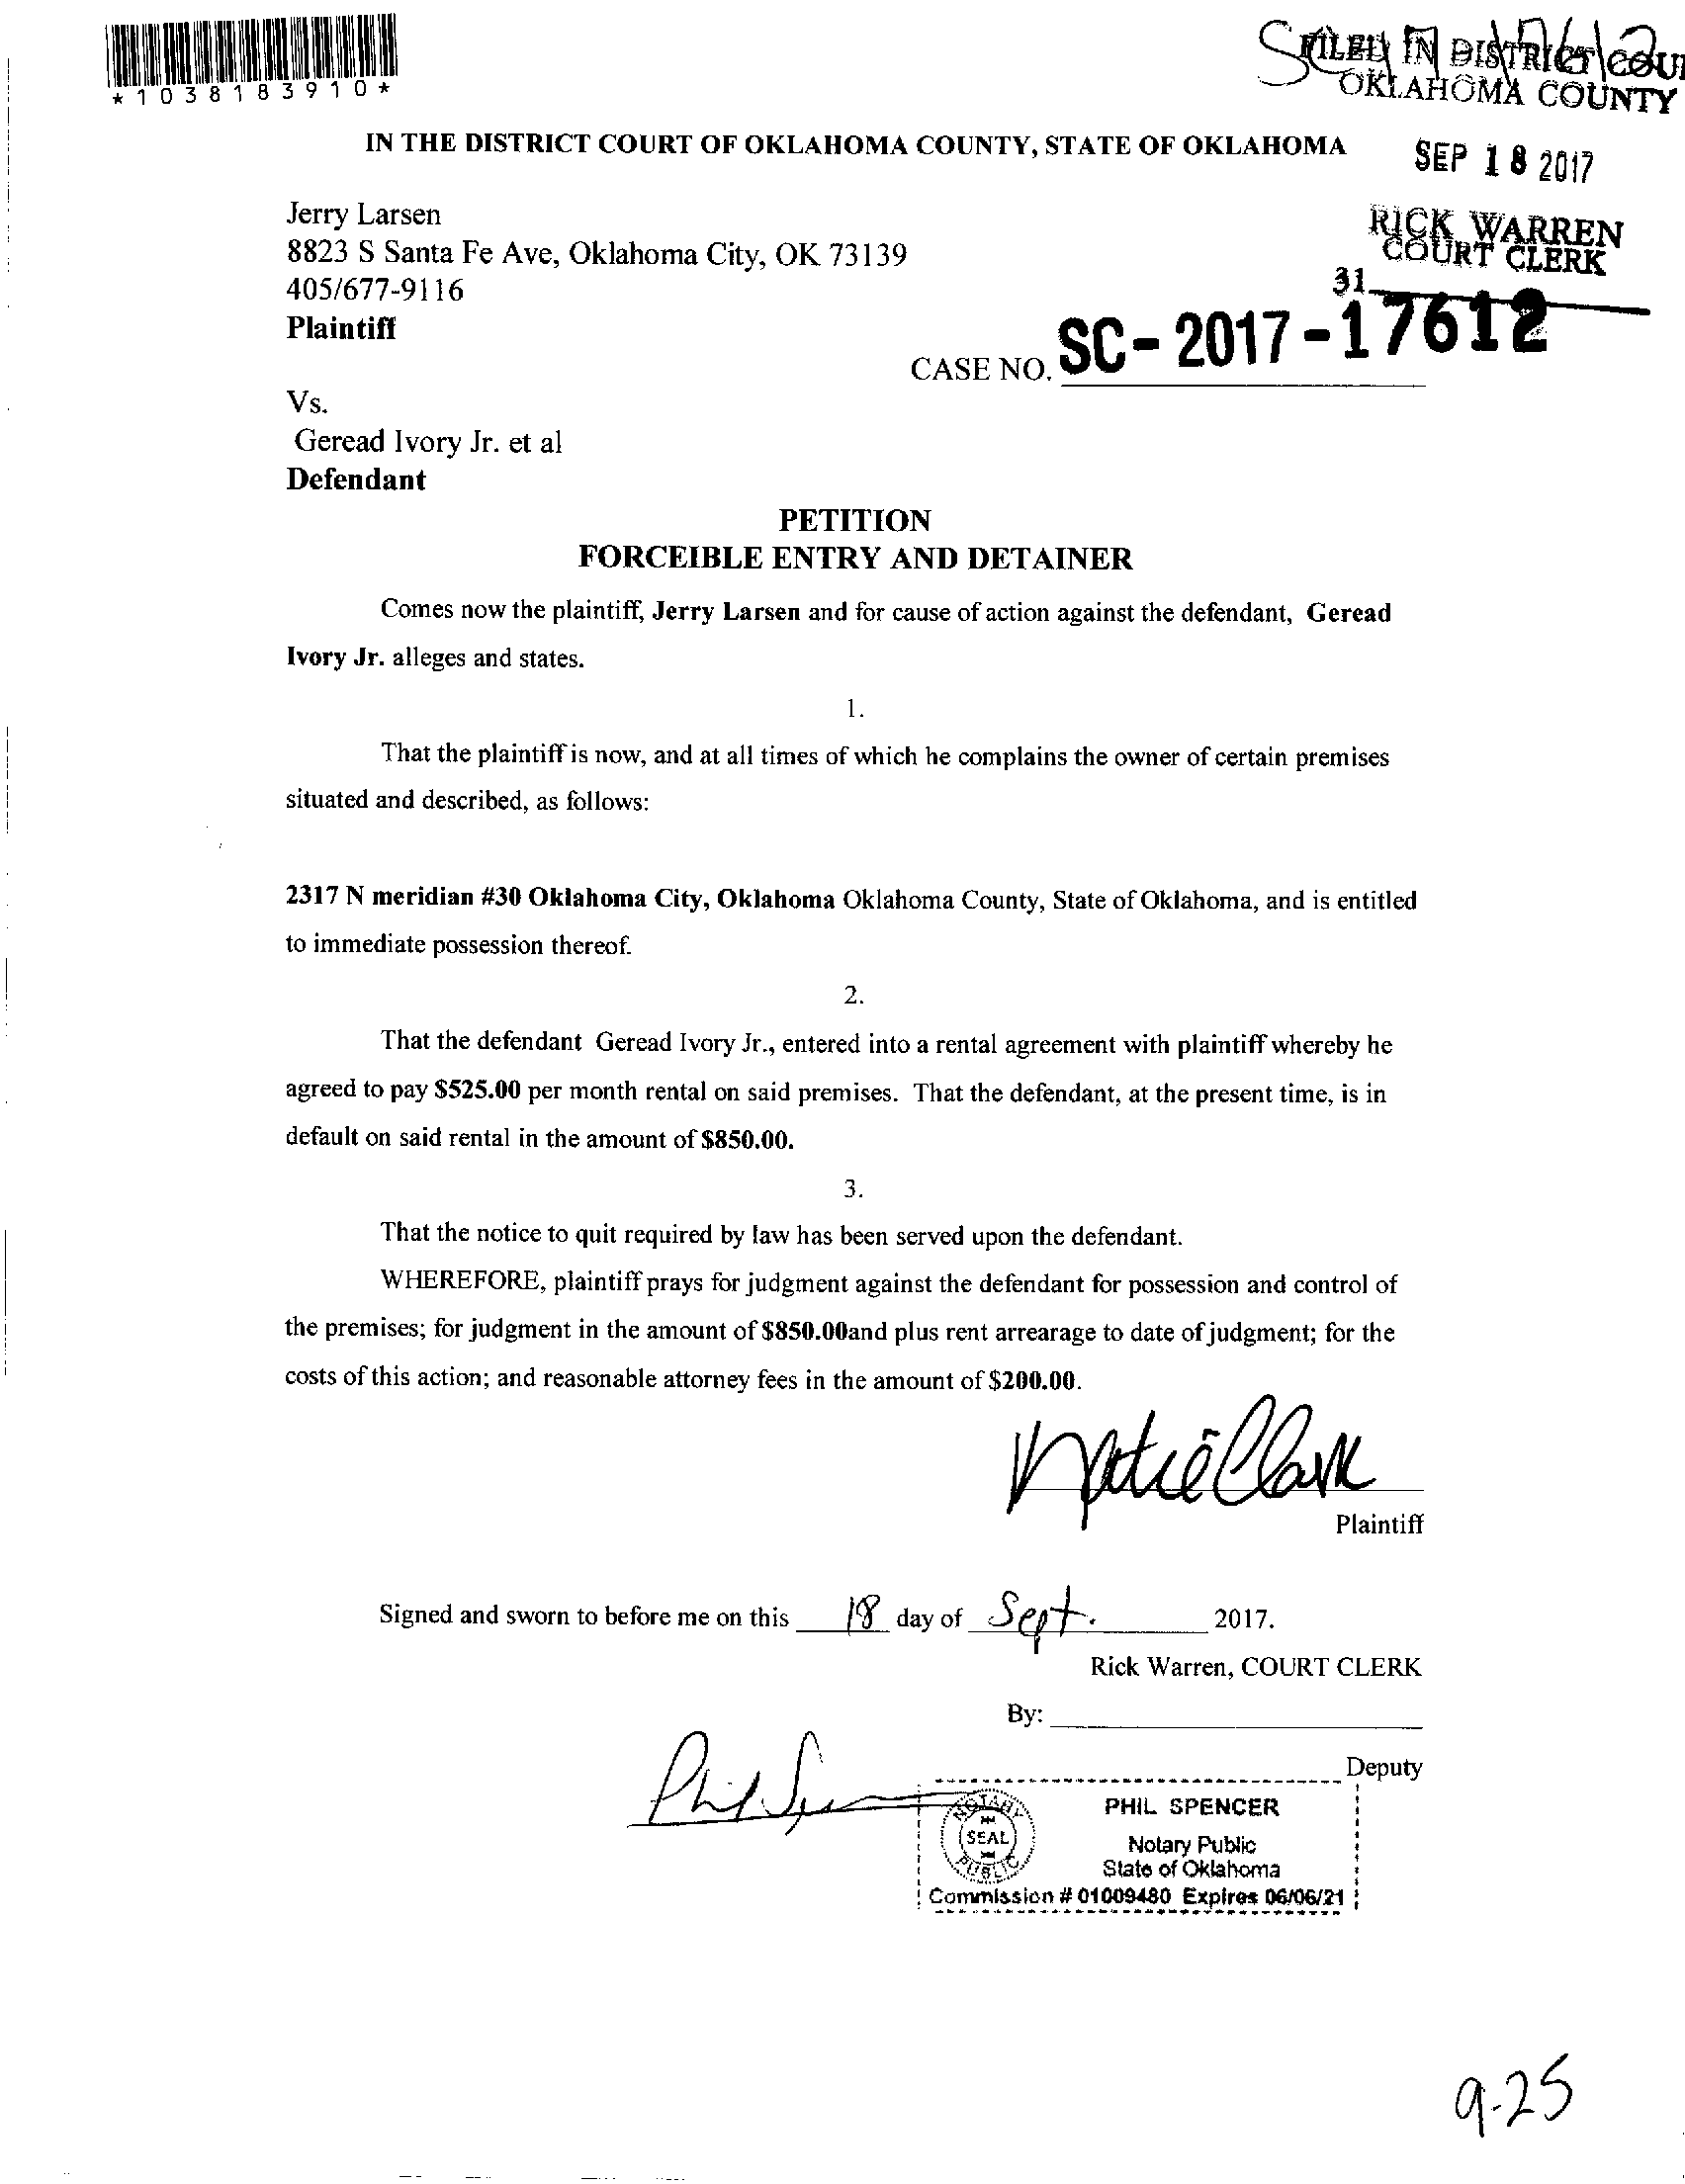 *1038183910*
SC 17 17612
FILED IN DISTRICT COU
OKLAHOMA COUNTY
IN THE DISTRICT COURT OF OKLAHOMA COUNTY, STATE OF OKLAHOMA
SEP 18 2017
Jerry Larsen
8823 S Santa Fe Ave, Oklahoma City, OK 73139
405/677-9116
Plaintiff
RICK WARREN
COURT CLERK
31
CASE NO. SC-2017-17612
Vs.
Geread Ivory Jr. et al
Defendant
PETITION
FORCEIBLE ENTRY AND DETAINER
Comes now the plaintiff, Jerry Larsen and for cause of action against the defendant, Geread
Ivory Jr. alleges and states.
1.
That the plaintiff is now, and at all times of which he complains the owner of certain premises
situated and described, as follows:
2317 N meridian #30 Oklahoma City, Oklahoma Oklahoma County, State of Oklahoma, and is entitled
to immediate possession thereof.
2.
That the defendant Geread Ivory Jr., entered into a rental agreement with plaintiff whereby he
agreed to pay $525.00 per month rental on said premises. That the defendant, at the present time, is in
default on said rental in the amount of $850.00.
3.
That the notice to quit required by law has been served upon the defendant.
WHEREFORE, plaintiff prays for judgment against the defendant for possession and control of
the premises; for judgment in the amount of $850.00and plus rent arrearage to date of judgment; for the
costs of this action; and reasonable attorney fees in the amount of $200.00.
Clark
Plaintiff
Signed and sworn to before me on this 18 day of Sept. 2017.
Rick Warren, COURT CLERK
By:
Deputy
Phil
NOTARY
SEAL
PUBLIC
PHIL SPENCER
Notary Public
State of Oklahoma
Commission # 01009480 Expires 06/06/21
9-25